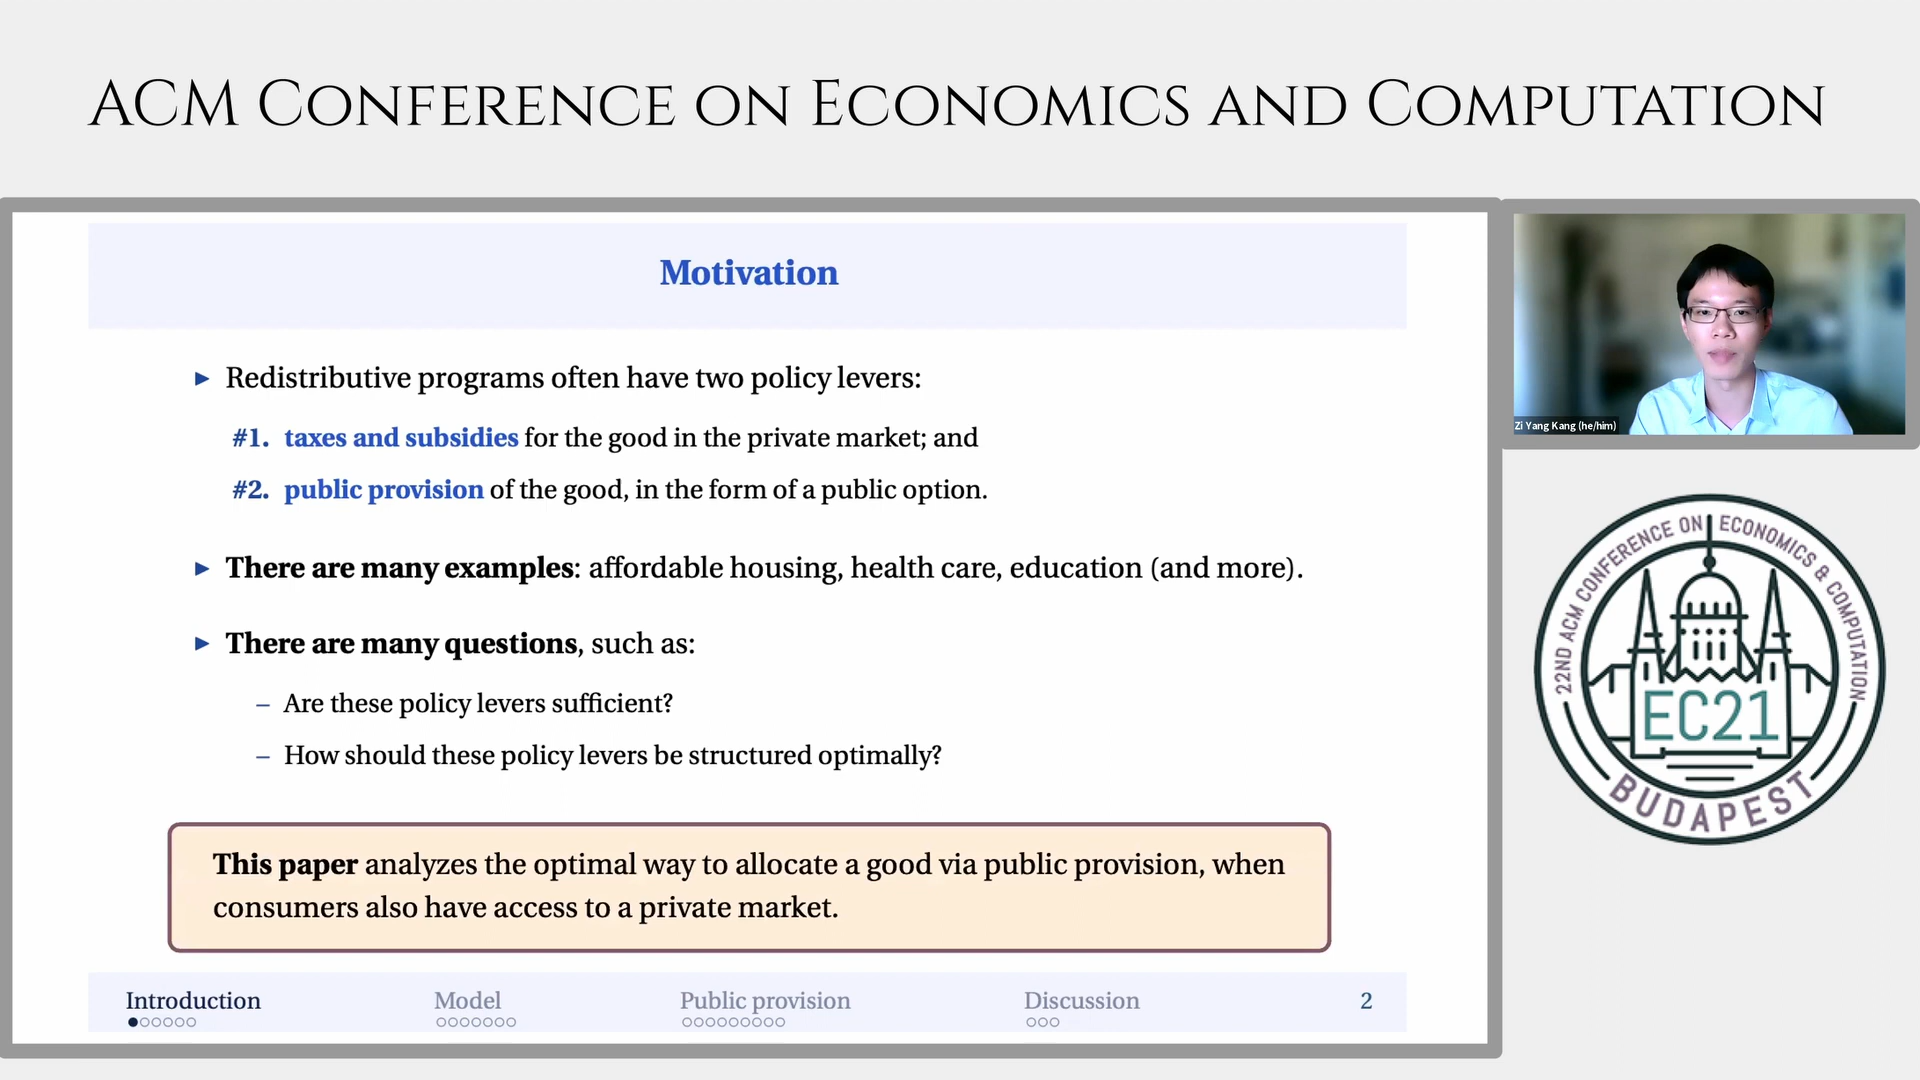 ACM Conference on Economics and Computation
Motivation
▶ Redistributive programs often have two policy levers:
#1. taxes and subsidies for the good in the private market; and
#2. public provision of the good, in the form of a public option.
▶ There are many examples: affordable housing, health care, education (and more).
▶ There are many questions, such as:
– Are these policy levers sufficient?
– How should these policy levers be structured optimally?
This paper analyzes the optimal way to allocate a good via public provision, when
consumers also have access to a private market.
Introduction
Model
Public provision
Discussion
2
Zi Yang Kang (he/him)
22ND ACM CONFERENCE ON ECONOMICS & COMPUTATION
EC21
BUDAPEST